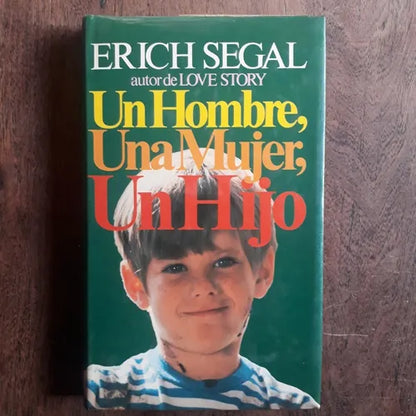 ERICH SEGAL
autor de LOVE STORY
Un Hombre,
Una Mujer,
Un Hijo